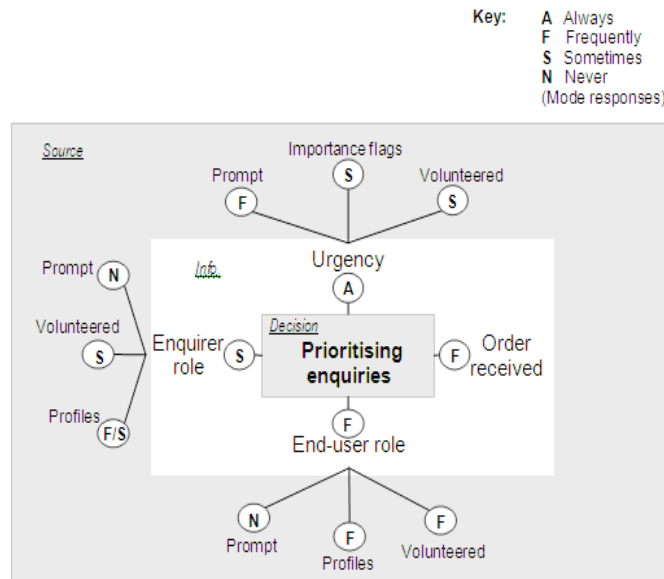 Key: A Always
F Frequently
S Sometimes
N Never
(Mode responses)
Source
Importance flags
S
Prompt
F
Volunteered
S
Prompt
N
Info.
Urgency
A
Volunteered
S
Enquirer
role
S
Decision
Prioritising
enquiries
F
Order
received
Profiles
F/S
F
End-user role
N
Prompt
F
Profiles
F
Volunteered